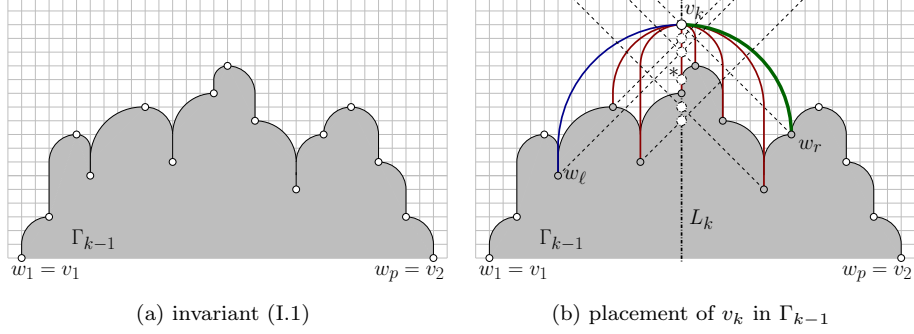 v_k
*
w_ℓ
w_r
L_k
Γ_{k−1}
Γ_{k−1}
w_1 = v_1
w_p = v_2
w_1 = v_1
w_p = v_2
(a) invariant (I.1)
(b) placement of v_k in Γ_{k−1}